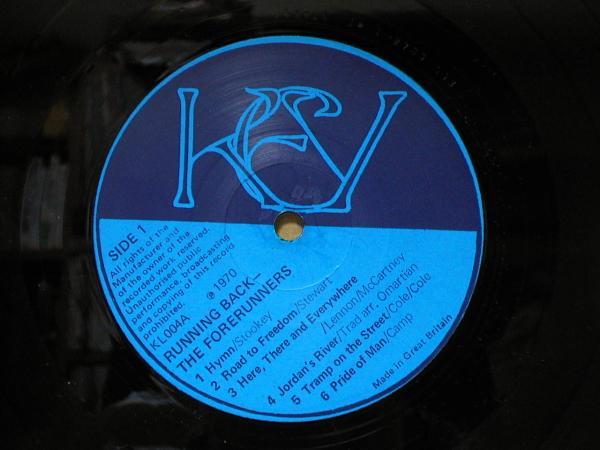 KEY
SIDE 1
All rights of the
Manufacturer and
of the owner of the
recorded work reserved.
Unauthorised public
performance, broadcasting
and copying of this record
prohibited
KL004A
℗ 1970
RUNNING BACK—
THE FORERUNNERS
1 Hymn/Stookey
2 Road to Freedom/Stewart
3 Here, There and Everywhere
/Lennon/McCartney
4 Jordan's River/Trad arr. Omartian
5 Tramp on the Street/Cole/Cole
6 Pride of Man/Camp
Made in Great Britain